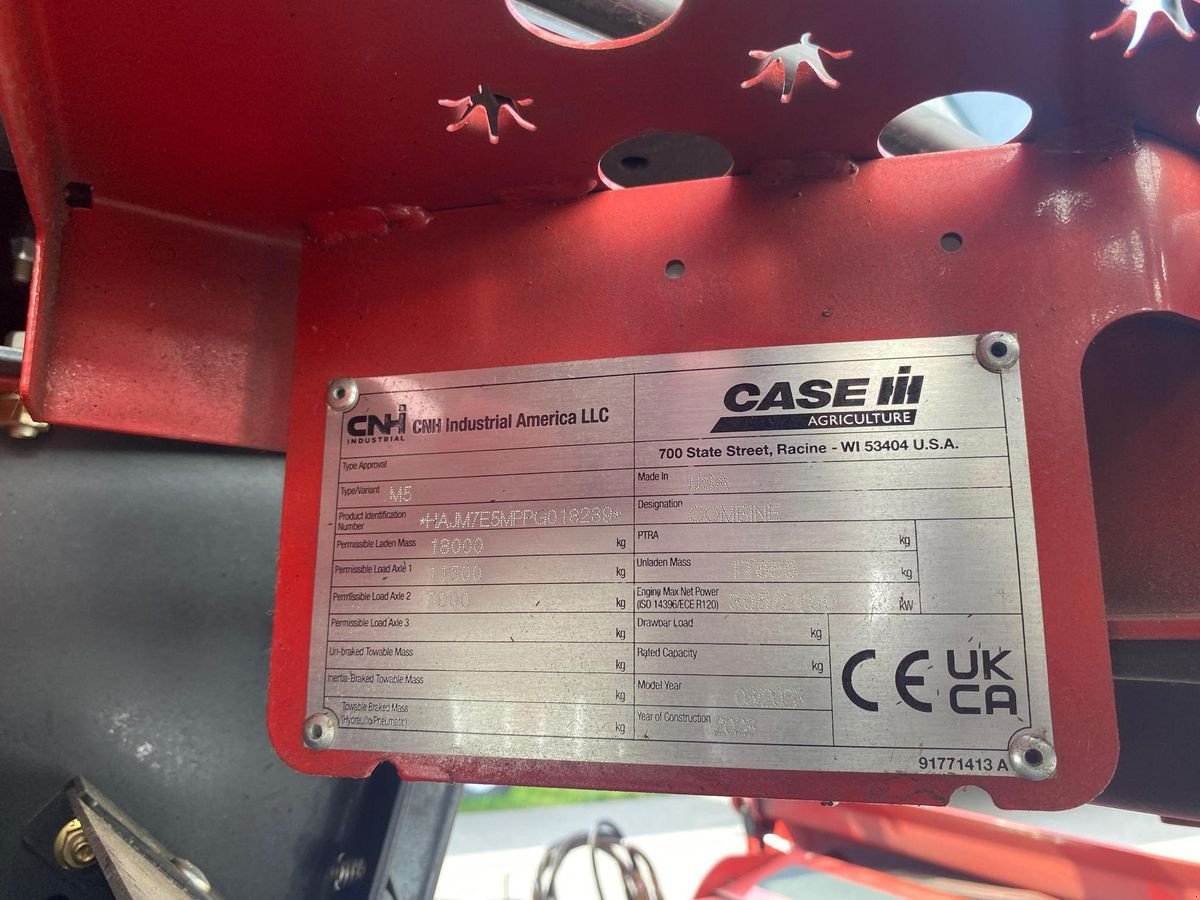 CNH INDUSTRIAL CNH Industrial America LLC
CASE IH
AGRICULTURE
700 State Street, Racine - WI 53404 U.S.A.
Type Approval
Type/Variant M5
Product Identification Number *HAJM7E5MPPG018289*
Permissible Laden Mass 18000 kg
Permissible Load Axle 1 11500 kg
Permissible Load Axle 2 kg
Permissible Load Axle 3 kg
Un-braked Towable Mass kg
Inertia-Braked Towable Mass kg
Towable Braked Mass (Hydraulic/Pneumatic) kg
Made In USA
Designation COMBINE
PTRA kg
Unladen Mass kg
Engine Max Net Power (ISO 14396/ECE R120) kW
Drawbar Load kg
Rated Capacity kg
Model Year
Year of Construction
CE UK
CA
91771413 A